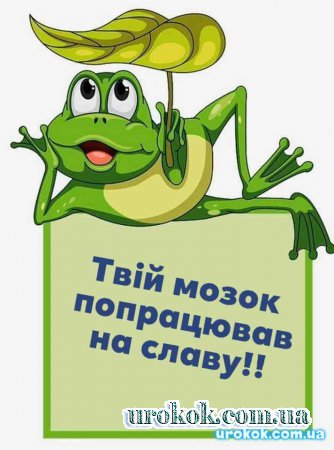 Твій мозок
попрацював
на славу!!
urokok.com.ua
urokok.com.ua